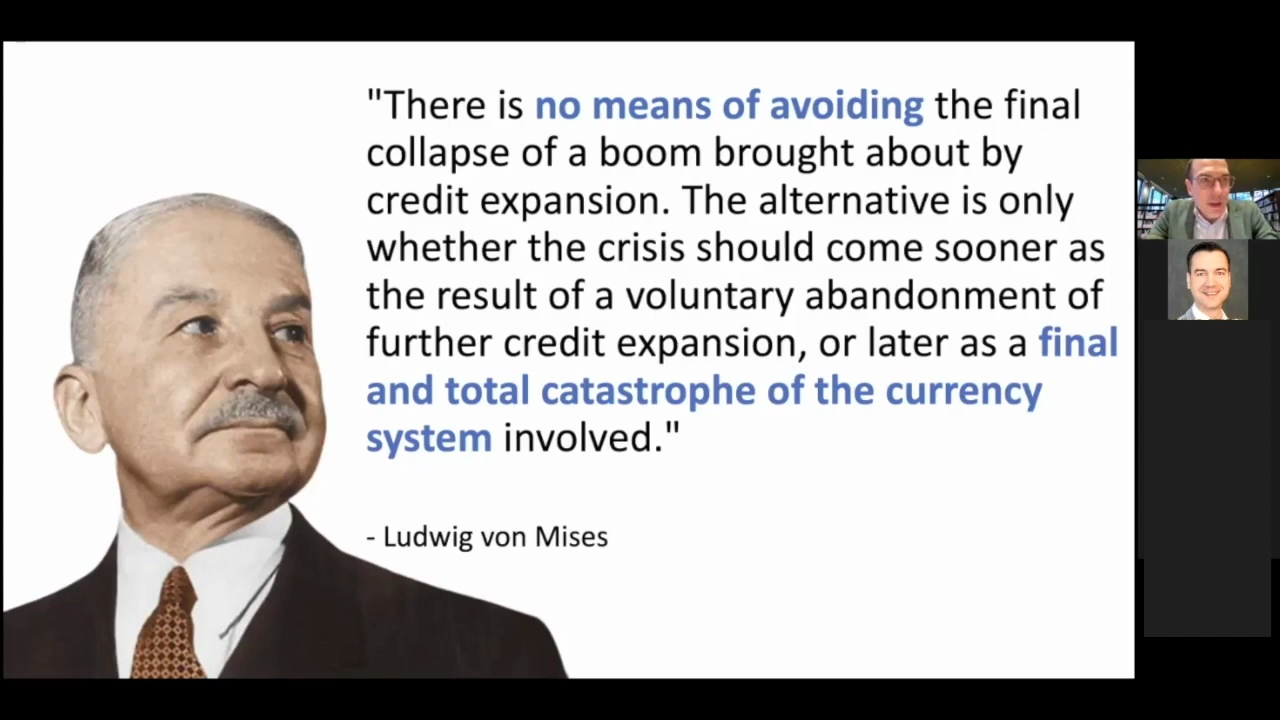 "There is no means of avoiding the final
collapse of a boom brought about by
credit expansion. The alternative is only
whether the crisis should come sooner as
the result of a voluntary abandonment of
further credit expansion, or later as a final
and total catastrophe of the currency
system involved."
- Ludwig von Mises